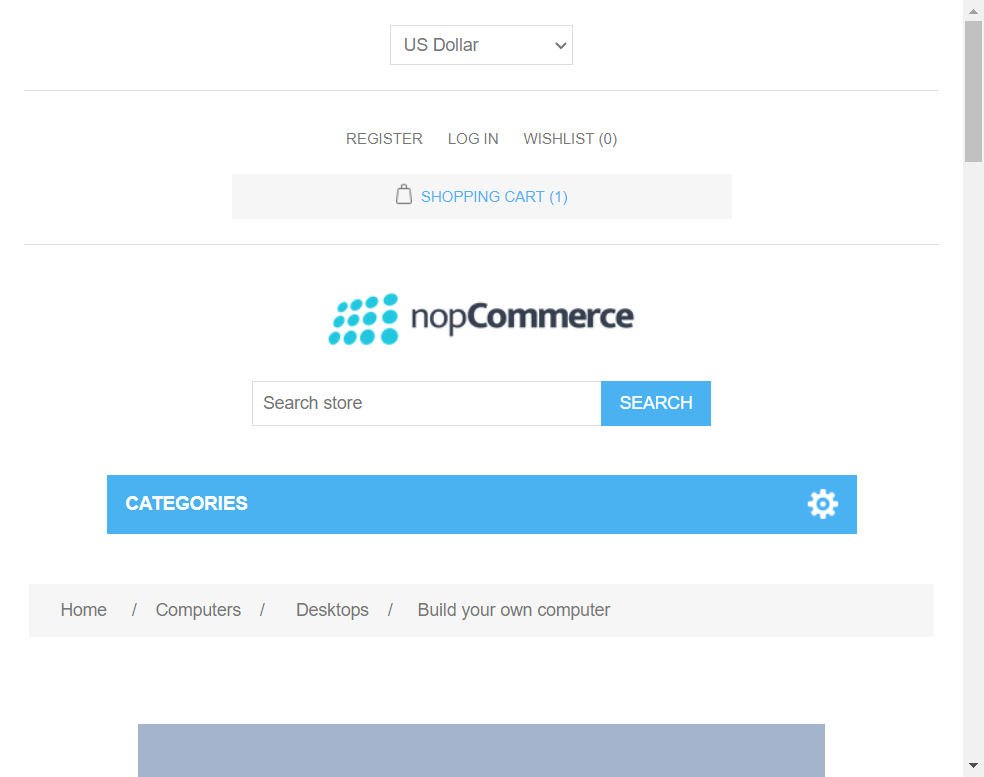 US Dollar
REGISTER LOG IN WISHLIST (0)
SHOPPING CART (1)
nopCommerce
Search store SEARCH
CATEGORIES
Home / Computers / Desktops / Build your own computer